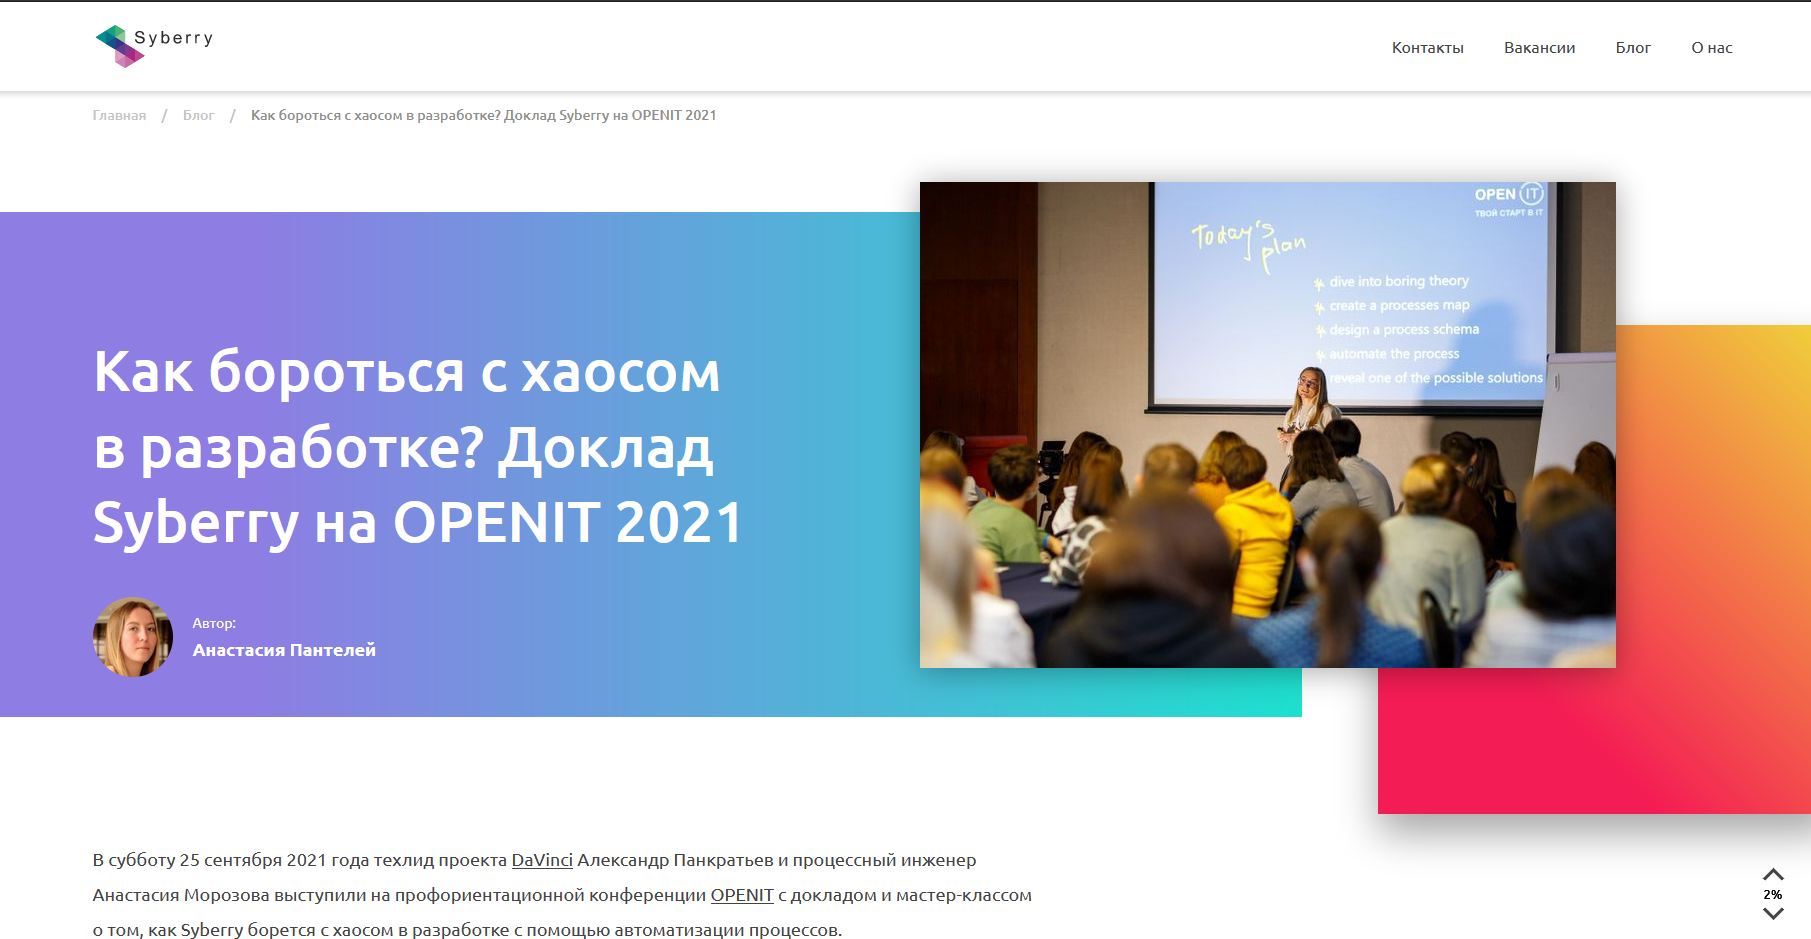 Syberry
Контакты
Вакансии
Блог
О нас
Главная / Блог / Как бороться с хаосом в разработке? Доклад Syberry на OPENIT 2021
OPEN IT
ТВОЙ СТАРТ В IT
Today's
plan
dive into boring theory
create a processes map
design a process schema
automate the process
reveal one of the possible solutions
Как бороться с хаосом
в разработке? Доклад
Syberry на OPENIT 2021
Автор:
Анастасия Пантелей
В субботу 25 сентября 2021 года техлид проекта DaVinci Александр Панкратьев и процессный инженер
Анастасия Морозова выступили на профориентационной конференции OPENIT с докладом и мастер-классом
о том, как Syberry борется с хаосом в разработке с помощью автоматизации процессов.
2%